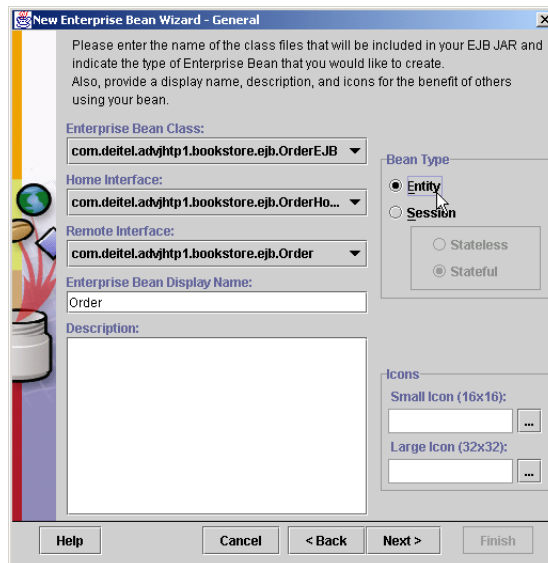 New Enterprise Bean Wizard - General
Please enter the name of the class files that will be included in your EJB JAR and
indicate the type of Enterprise Bean that you would like to create.
Also, provide a display name, description, and icons for the benefit of others
using your bean.
Enterprise Bean Class:
com.deitel.advjhtp1.bookstore.ejb.OrderEJB
Home Interface:
com.deitel.advjhtp1.bookstore.ejb.OrderHo...
Remote Interface:
com.deitel.advjhtp1.bookstore.ejb.Order
Enterprise Bean Display Name:
Order
Description:
Bean Type
Entity
Session
Stateless
Stateful
Icons
Small Icon (16x16):
...
Large Icon (32x32):
...
Help Cancel < Back Next > Finish